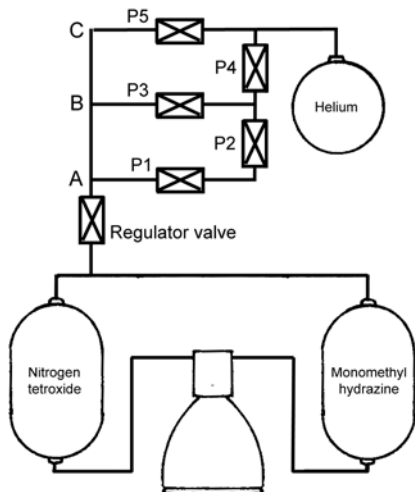 C
P5
P4
Helium
B
P3
P2
A
P1
Regulator valve
Nitrogen
tetroxide
Monomethyl
hydrazine